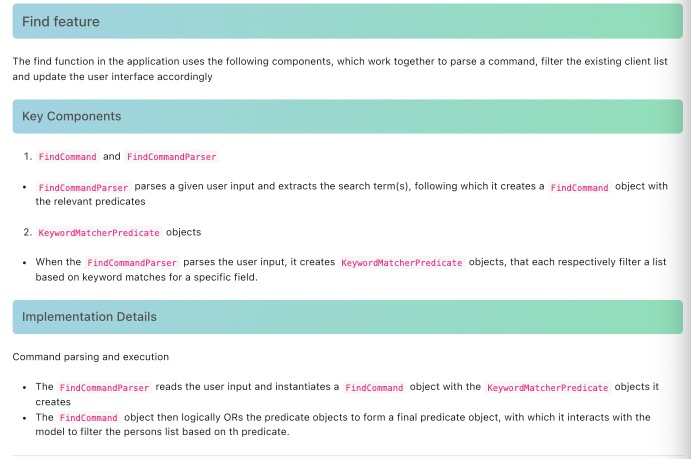 Find feature
The find function in the application uses the following components, which work together to parse a command, filter the existing client list
and update the user interface accordingly
Key Components
1. FindCommand and FindCommandParser
• FindCommandParser parses a given user input and extracts the search term(s), following which it creates a FindCommand object with
the relevant predicates
2. KeywordMatcherPredicate objects
• When the FindCommandParser parses the user input, it creates KeywordMatcherPredicate objects, that each respectively filter a list
based on keyword matches for a specific field.
Implementation Details
Command parsing and execution
• The FindCommandParser reads the user input and instantiates a FindCommand object with the KeywordMatcherPredicate objects it
creates
• The FindCommand object then logically ORs the predicate objects to form a final predicate object, with which it interacts with the
model to filter the persons list based on th predicate.